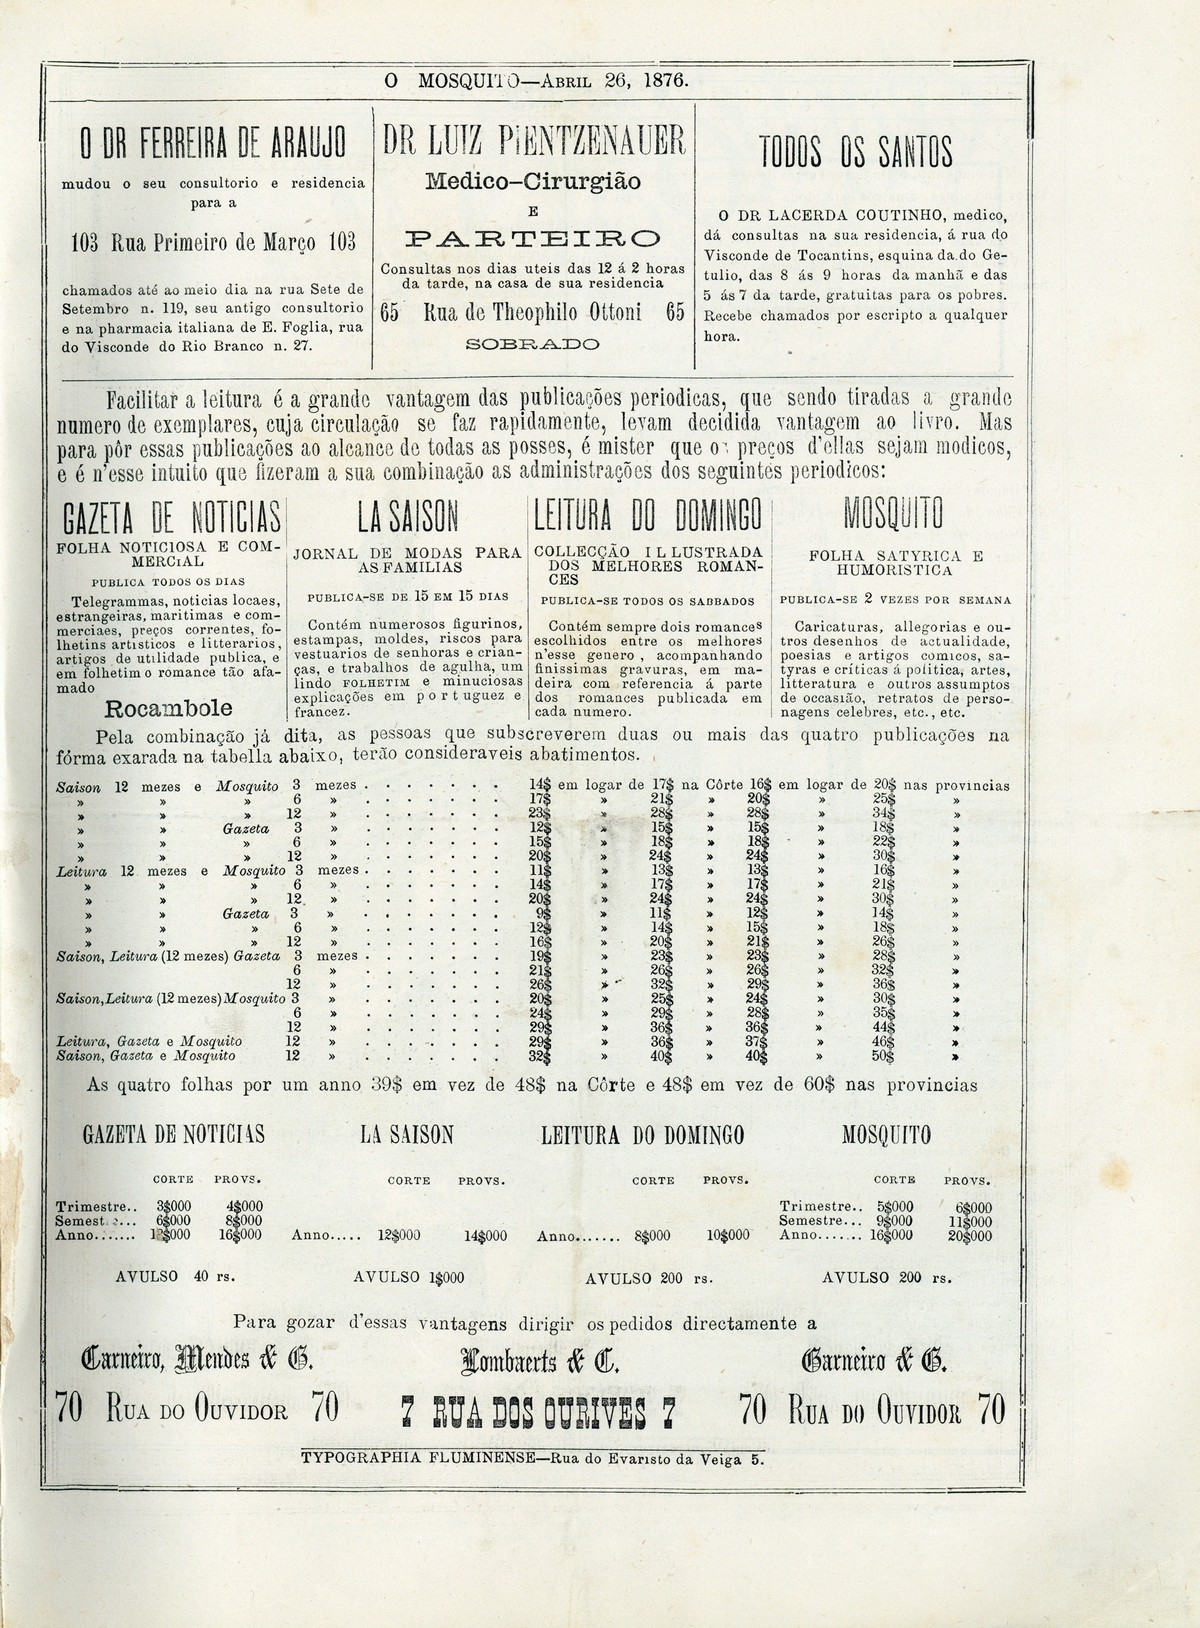 O MOSQUITO—Abril 26, 1876.
O DR FERREIRA DE ARAUJO
mudou o seu consultorio e residencia
para a
103 Rua Primeiro de Março 103
chamados até ao meio dia na rua Sete de
Setembro n. 119, seu antigo consultorio
e na pharmacia italiana de E. Foglia, rua
do Visconde do Rio Branco n. 27.
DR LUIZ PiENTZENAUER
Medico-Cirurgião
E
PARTEIRO
Consultas nos dias uteis das 12 á 2 horas
da tarde, na casa de sua residencia
65 Rua de Theophilo Ottoni 65
SOBRADO
TODOS OS SANTOS
O DR LACERDA COUTINHO, medico,
dá consultas na sua residencia, á rua do
Visconde de Tocantins, esquina da do Ge-
tulio, das 8 ás 9 horas da manhã e das
5 ás 7 da tarde, gratuitas para os pobres.
Recebe chamados por escripto a qualquer
hora.
Facilitar a leitura é a grande vantagem das publicações periodicas, que sendo tiradas a grande
numero de exemplares, cuja circulação se faz rapidamente, levam decidida vantagem ao livro. Mas
para pôr essas publicações ao alcance de todas as posses, é mister que os preços d'ellas sejam modicos,
e é n'esse intuito que fizeram a sua combinação as administrações dos seguintes periodicos:
GAZETA DE NOTICIAS
FOLHA NOTICIOSA E COM-
MERCiAL
PUBLICA TODOS OS DIAS
Telegrammas, noticias locaes,
estrangeiras, maritimas e com-
merciaes, preços correntes, fo-
lhetins artisticos e litterarios,
artigos de utilidade publica, e
em folhetim o romance tão afa-
mado
Rocambole
LA SAISON
JORNAL DE MODAS PARA
AS FAMILIAS
PUBLICA-SE DE 15 EM 15 DIAS
Contém numerosos figurinos,
estampas, moldes, riscos para
vestuarios de senhoras e crian-
ças, e trabalhos de agulha, um
lindo FOLHETIM e minuciosas
explicações em portuguez e
francez.
LEITURA DO DOMINGO
COLLECÇÃO ILLUSTRADA
DOS MELHORES ROMAN-
CES
PUBLICA-SE TODOS OS SABBADOS
Contém sempre dois romances
escolhidos entre os melhores
n'esse genero, acompanhando
finissimas gravuras, em ma-
deira com referencia á parte
dos romances publicada em
cada numero.
MOSQUITO
FOLHA SATYRICA E
HUMORISTICA
PUBLICA-SE 2 VEZES POR SEMANA
Caricaturas, allegorias e ou-
tros desenhos de actualidade,
poesias e artigos comicos, sa-
tyras e críticas á politica, artes,
litteratura e outros assumptos
de occasião, retratos de perso-
nagens celebres, etc., etc.
Pela combinação já dita, as pessoas que subscreverem duas ou mais das quatro publicações na
fórma exarada na tabella abaixo, terão consideraveis abatimentos.
Saison 12 mezes e Mosquito 3 mezes . . . . . . . 14$ em logar de 17$ na Côrte 16$ em logar de 20$ nas provincias
» » » 6 » . . . . . . . 17$ » 21$ » 20$ » 25$ »
» » » 12 » . . . . . . . 23$ » 28$ » 28$ » 34$ »
» » Gazeta 3 » . . . . . . . 12$ » 15$ » 15$ » 18$ »
» » » 6 » . . . . . . . 15$ » 18$ » 18$ » 22$ »
» » » 12 » . . . . . . . 20$ » 24$ » 24$ » 30$ »
Leitura 12 mezes e Mosquito 3 mezes . . . . . . . 11$ » 13$ » 13$ » 16$ »
» » » 6 » . . . . . . . 14$ » 17$ » 17$ » 21$ »
» » » 12 » . . . . . . . 20$ » 24$ » 24$ » 30$ »
» » Gazeta 3 » . . . . . . . 9$ » 11$ » 12$ » 14$ »
» » » 6 » . . . . . . . 12$ » 14$ » 15$ » 18$ »
» » » 12 » . . . . . . . 16$ » 20$ » 21$ » 26$ »
Saison, Leitura (12 mezes) Gazeta 3 mezes . . . . . . . 19$ » 23$ » 23$ » 28$ »
6 » . . . . . . . 21$ » 26$ » 26$ » 32$ »
12 » . . . . . . . 26$ » 32$ » 29$ » 36$ »
Saison, Leitura (12 mezes) Mosquito 3 » . . . . . . . 20$ » 25$ » 24$ » 30$ »
6 » . . . . . . . 24$ » 29$ » 28$ » 35$ »
12 » . . . . . . . 29$ » 36$ » 36$ » 44$ »
Leitura, Gazeta e Mosquito 12 » . . . . . . . 29$ » 36$ » 37$ » 46$ »
Saison, Gazeta e Mosquito 12 » . . . . . . . 32$ » 40$ » 40$ » 50$ »
As quatro folhas por um anno 39$ em vez de 48$ na Côrte e 48$ em vez de 60$ nas provincias
GAZETA DE NOTICIAS
CORTE PROVS.
Trimestre.. 3$000 4$000
Semest... 6$000 8$000
Anno....... $000 16$000
AVULSO 40 rs.
LA SAISON
CORTE PROVS.
Anno..... 12$000 14$000
AVULSO 1$000
LEITURA DO DOMINGO
CORTE PROVS.
Anno....... 8$000 10$000
AVULSO 200 rs.
MOSQUITO
CORTE PROVS.
Trimestre.. 5$000 6$000
Semestre... 9$000 11$000
Anno....... 16$000 20$000
AVULSO 200 rs.
Para gozar d'essas vantagens dirigir os pedidos directamente a
Carneiro, Mendes & G.
70 Rua do Ouvidor 70
Lombaerts & C.
7 RUA DOS OURIVES 7
Garneiro & G.
70 Rua do Ouvidor 70
TYPOGRAPHIA FLUMINENSE—Rua do Evaristo da Veiga 5.